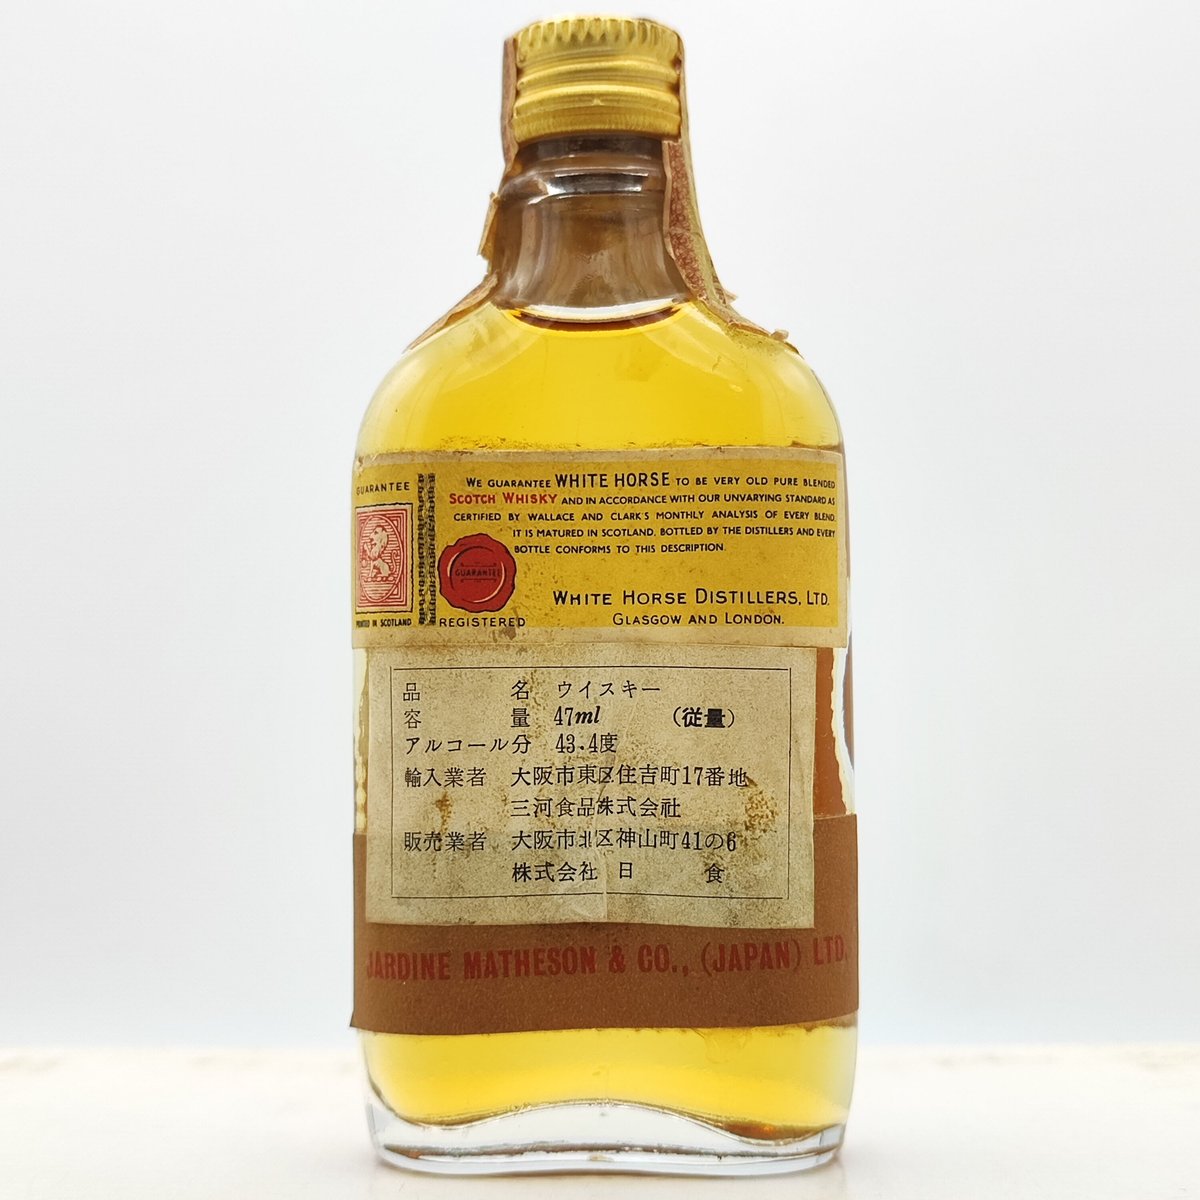 GUARANTEE
PRINTED IN SCOTLAND
WE GUARANTEE WHITE HORSE TO BE VERY OLD PURE BLENDED
SCOTCH WHISKY AND IN ACCORDANCE WITH OUR UNVARYING STANDARD AS
CERTIFIED BY WALLACE AND CLARK'S MONTHLY ANALYSIS OF EVERY BLEND.
IT IS MATURED IN SCOTLAND. BOTTLED BY THE DISTILLERS AND EVERY
BOTTLE CONFORMS TO THIS DESCRIPTION.
GUARANTEE
REGISTERED
WHITE HORSE DISTILLERS, LTD.
GLASGOW AND LONDON.
品名 ウイスキー
容量 47ml (従量)
アルコール分 43.4度
輸入業者 大阪市東区住吉町17番地
三河食品株式会社
販売業者 大阪市北区神山町41の6
株式会社 日食
JARDINE MATHESON & CO., (JAPAN) LTD.